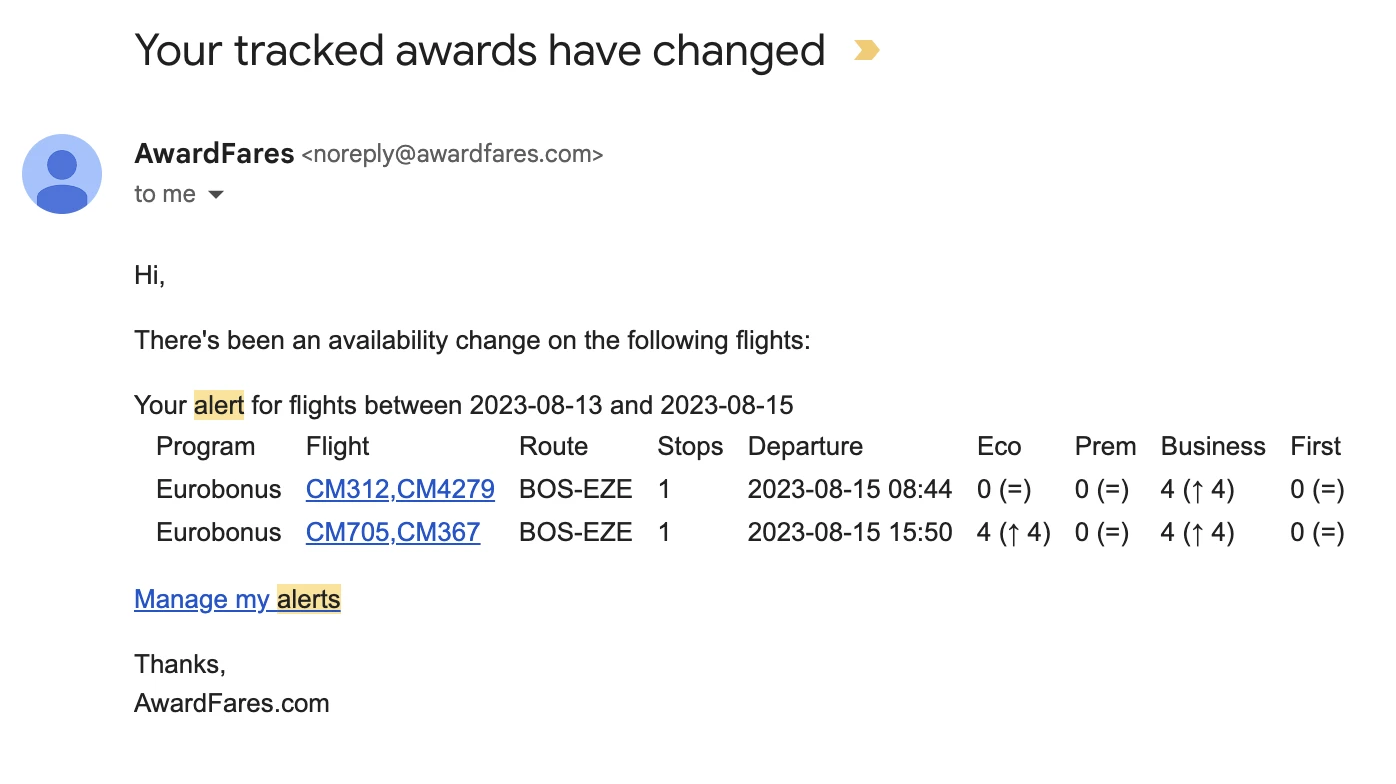 Your tracked awards have changed
AwardFares <noreply@awardfares.com>
to me
Hi,
There's been an availability change on the following flights:
Your alert for flights between 2023-08-13 and 2023-08-15
Program Flight Route Stops Departure Eco Prem Business First
Eurobonus CM312,CM4279 BOS-EZE 1 2023-08-15 08:44 0 (=) 0 (=) 4 (↑ 4) 0 (=)
Eurobonus CM705,CM367 BOS-EZE 1 2023-08-15 15:50 4 (↑ 4) 0 (=) 4 (↑ 4) 0 (=)
Manage my alerts
Thanks,
AwardFares.com